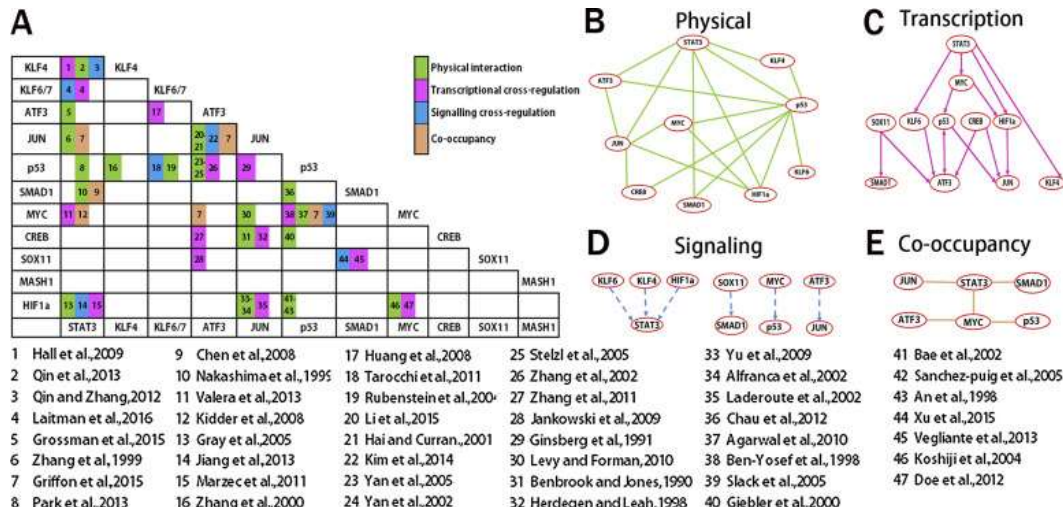 A
KLF4 1 2 3 KLF4
KLF6/7 4 4 KLF6/7
ATF3 5 17 ATF3
JUN 6 7 20- 21 22 7 JUN
p53 8 16 18 19 23- 25 26 29 p53
SMAD1 10 9 36 SMAD1
MYC 11 12 7 30 38 37 7 39 MYC
CREB 27 31 32 40 CREB
SOX11 28 44 45 SOX11
MASH1 MASH1
HIF1a 13 14 15 33- 34 35 41- 43 46 47
STAT3 KLF4 KLF6/7 ATF3 JUN p53 SMAD1 MYC CREB SOX11 MASH1
Physical interaction
Transcriptional cross-regulation
Signalling cross-regulation
Co-occupancy
B Physical
STAT3
KLF4
ATF3
p53
MYC
JUN
KLF6
CREB
HIF1a
SMAD1
C Transcription
STAT3
MYC
SOX11 KLF6 p53 CREB HIF1a
SMAD1 ATF3 JUN KLF4
D Signaling
KLF6 KLF4 HIF1a SOX11 MYC ATF3
STAT3 SMAD1 p53 JUN
E Co-occupancy
JUN STAT3 SMAD1
ATF3 MYC p53
1 Hall et al.,2009
2 Qin et al.,2013
3 Qin and Zhang,2012
4 Laitman et al.,2016
5 Grossman et al.,2015
6 Zhang et al.,1999
7 Griffon et al.,2015
8 Park et al.,2013
9 Chen et al.,2008
10 Nakashima et al.,1999
11 Valera et al.,2013
12 Kidder et al.,2008
13 Gray et al.,2005
14 Jiang et al.,2013
15 Marzec et al.,2011
16 Zhang et al.,2000
17 Huang et al.,2008
18 Tarocchi et al.,2011
19 Rubenstein et al.,200
20 Li et al.,2015
21 Hai and Curran.,2001
22 Kim et al.,2014
23 Yan et al.,2005
24 Yan et al.,2002
25 Stelzl et al.,2005
26 Zhang et al.,2002
27 Zhang et al.,2011
28 Jankowski et al.,2009
29 Ginsberg et al.,1991
30 Levy and Forman,2010
31 Benbrook and Jones,1990
32 Herdegen and Leah,1998
33 Yu et al.,2009
34 Alfranca et al.,2002
35 Laderoute et al.,2002
36 Chau et al.,2012
37 Agarwal et al.,2010
38 Ben-Yosef et al.,1998
39 Slack et al.,2005
40 Giebler et al.,2000
41 Bae et al.,2002
42 Sanchez-puig et al.,2005
43 An et al.,1998
44 Xu et al.,2015
45 Vegliante et al.,2013
46 Koshiji et al.,2004
47 Doe et al.,2012